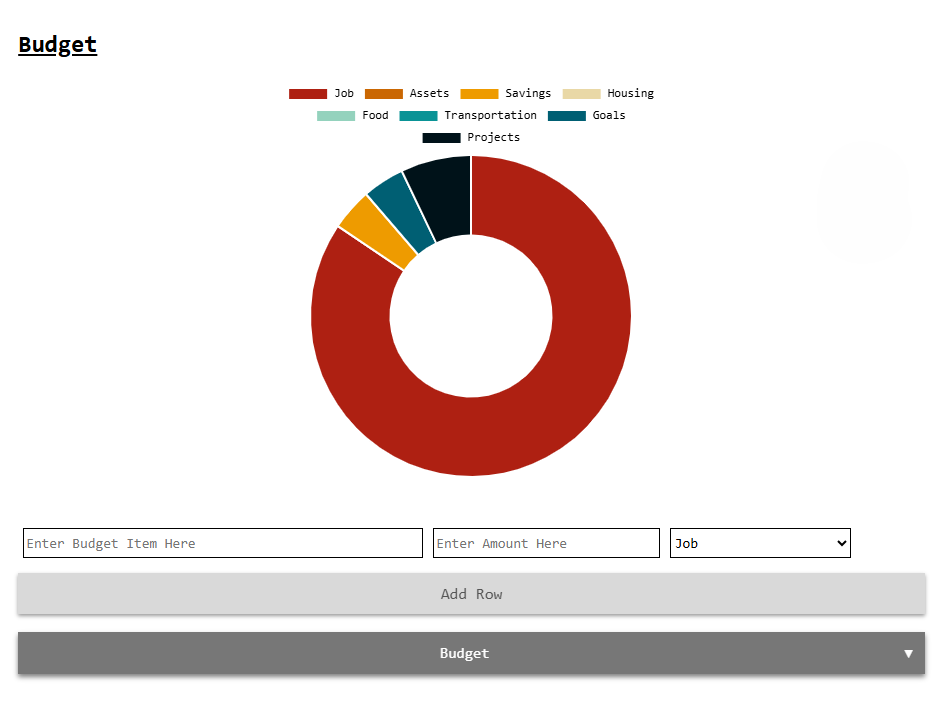 Budget
Job Assets Savings Housing
Food Transportation Goals
Projects
Enter Budget Item Here Enter Amount Here Job
Add Row
Budget ▼